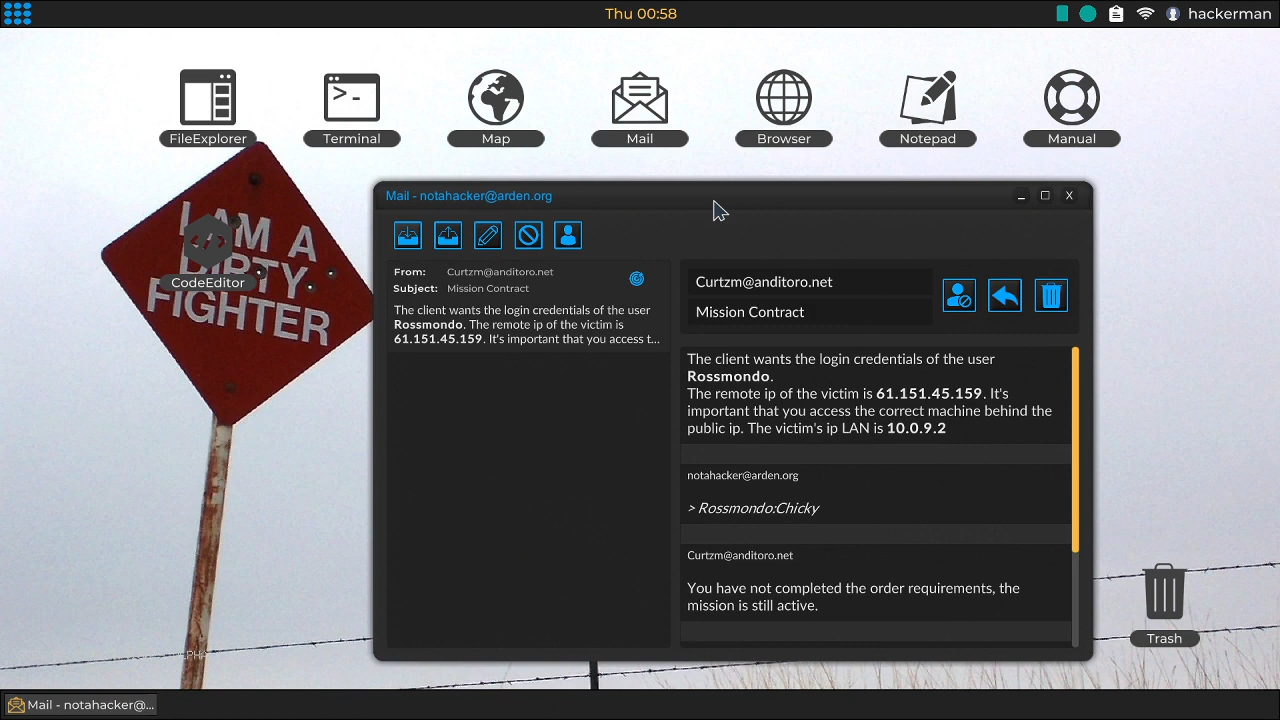 Thu 00:58
hackerman
FileExplorer
Terminal
Map
Mail
Browser
Notepad
Manual
I AM A
DIRTY
FIGHTER
CodeEditor
Mail - notahacker@arden.org
X
From: Curtzm@anditoro.net
Subject: Mission Contract
The client wants the login credentials of the user
Rossmondo. The remote ip of the victim is
61.151.45.159. It's important that you access t...
Curtzm@anditoro.net
Mission Contract
The client wants the login credentials of the user
Rossmondo.
The remote ip of the victim is 61.151.45.159. It's
important that you access the correct machine behind the
public ip. The victim's ip LAN is 10.0.9.2
notahacker@arden.org
> Rossmondo:Chicky
Curtzm@anditoro.net
You have not completed the order requirements, the
mission is still active.
Trash
Mail - notahacker@...